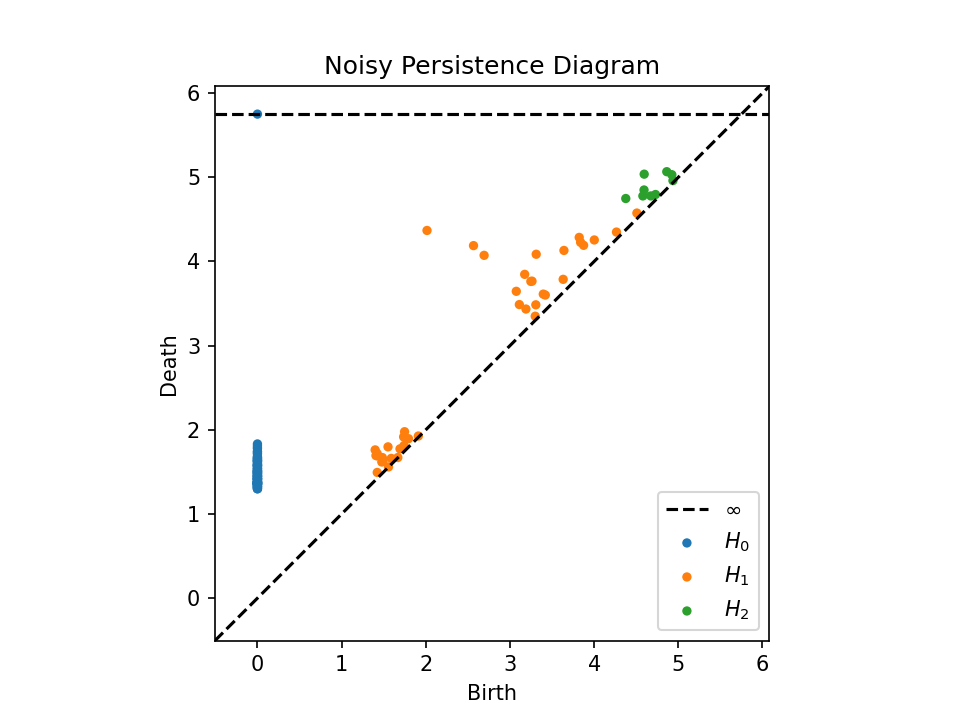 Noisy Persistence Diagram
6
5
4
3
2
1
0
Death
0 1 2 3 4 5 6
Birth
∞
H₀
H₁
H₂